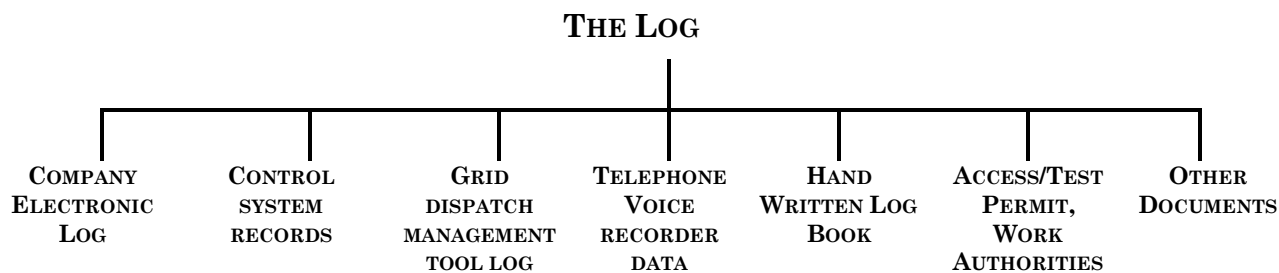 THE LOG
COMPANY
ELECTRONIC
LOG
CONTROL
SYSTEM
RECORDS
GRID
DISPATCH
MANAGEMENT
TOOL LOG
TELEPHONE
VOICE
RECORDER
DATA
HAND
WRITTEN LOG
BOOK
ACCESS/TEST
PERMIT,
WORK
AUTHORITIES
OTHER
DOCUMENTS